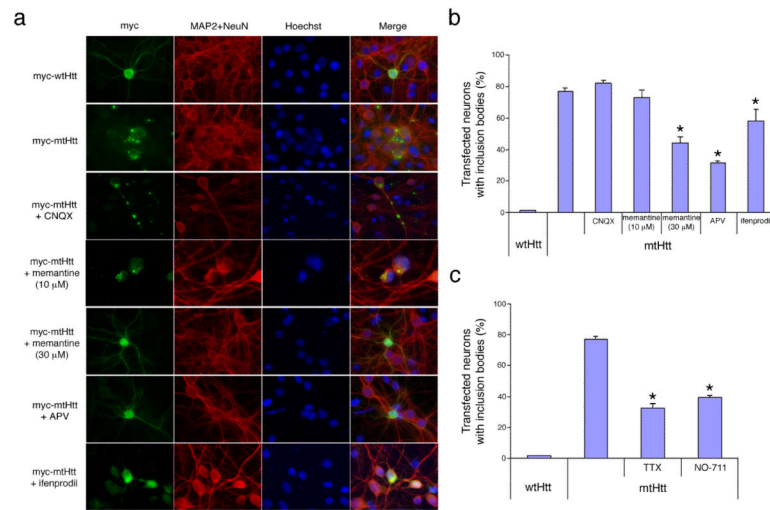 a
myc
MAP2+NeuN
Hoechst
Merge
myc-wtHtt
myc-mtHtt
myc-mtHtt
+ CNQX
myc-mtHtt
+ memantine
(10 μM)
myc-mtHtt
+ memantine
(30 μM)
myc-mtHtt
+ APV
myc-mtHtt
+ ifenprodil
b
Transfected neurons
with inclusion bodies (%)
100
80
60
40
20
0
*
*
*
CNQX
memantine
(10 μM)
memantine
(30 μM)
APV
ifenprodil
wtHtt
mtHtt
c
Transfected neurons
with inclusion bodies (%)
100
80
60
40
20
0
*
*
TTX
NO-711
wtHtt
mtHtt